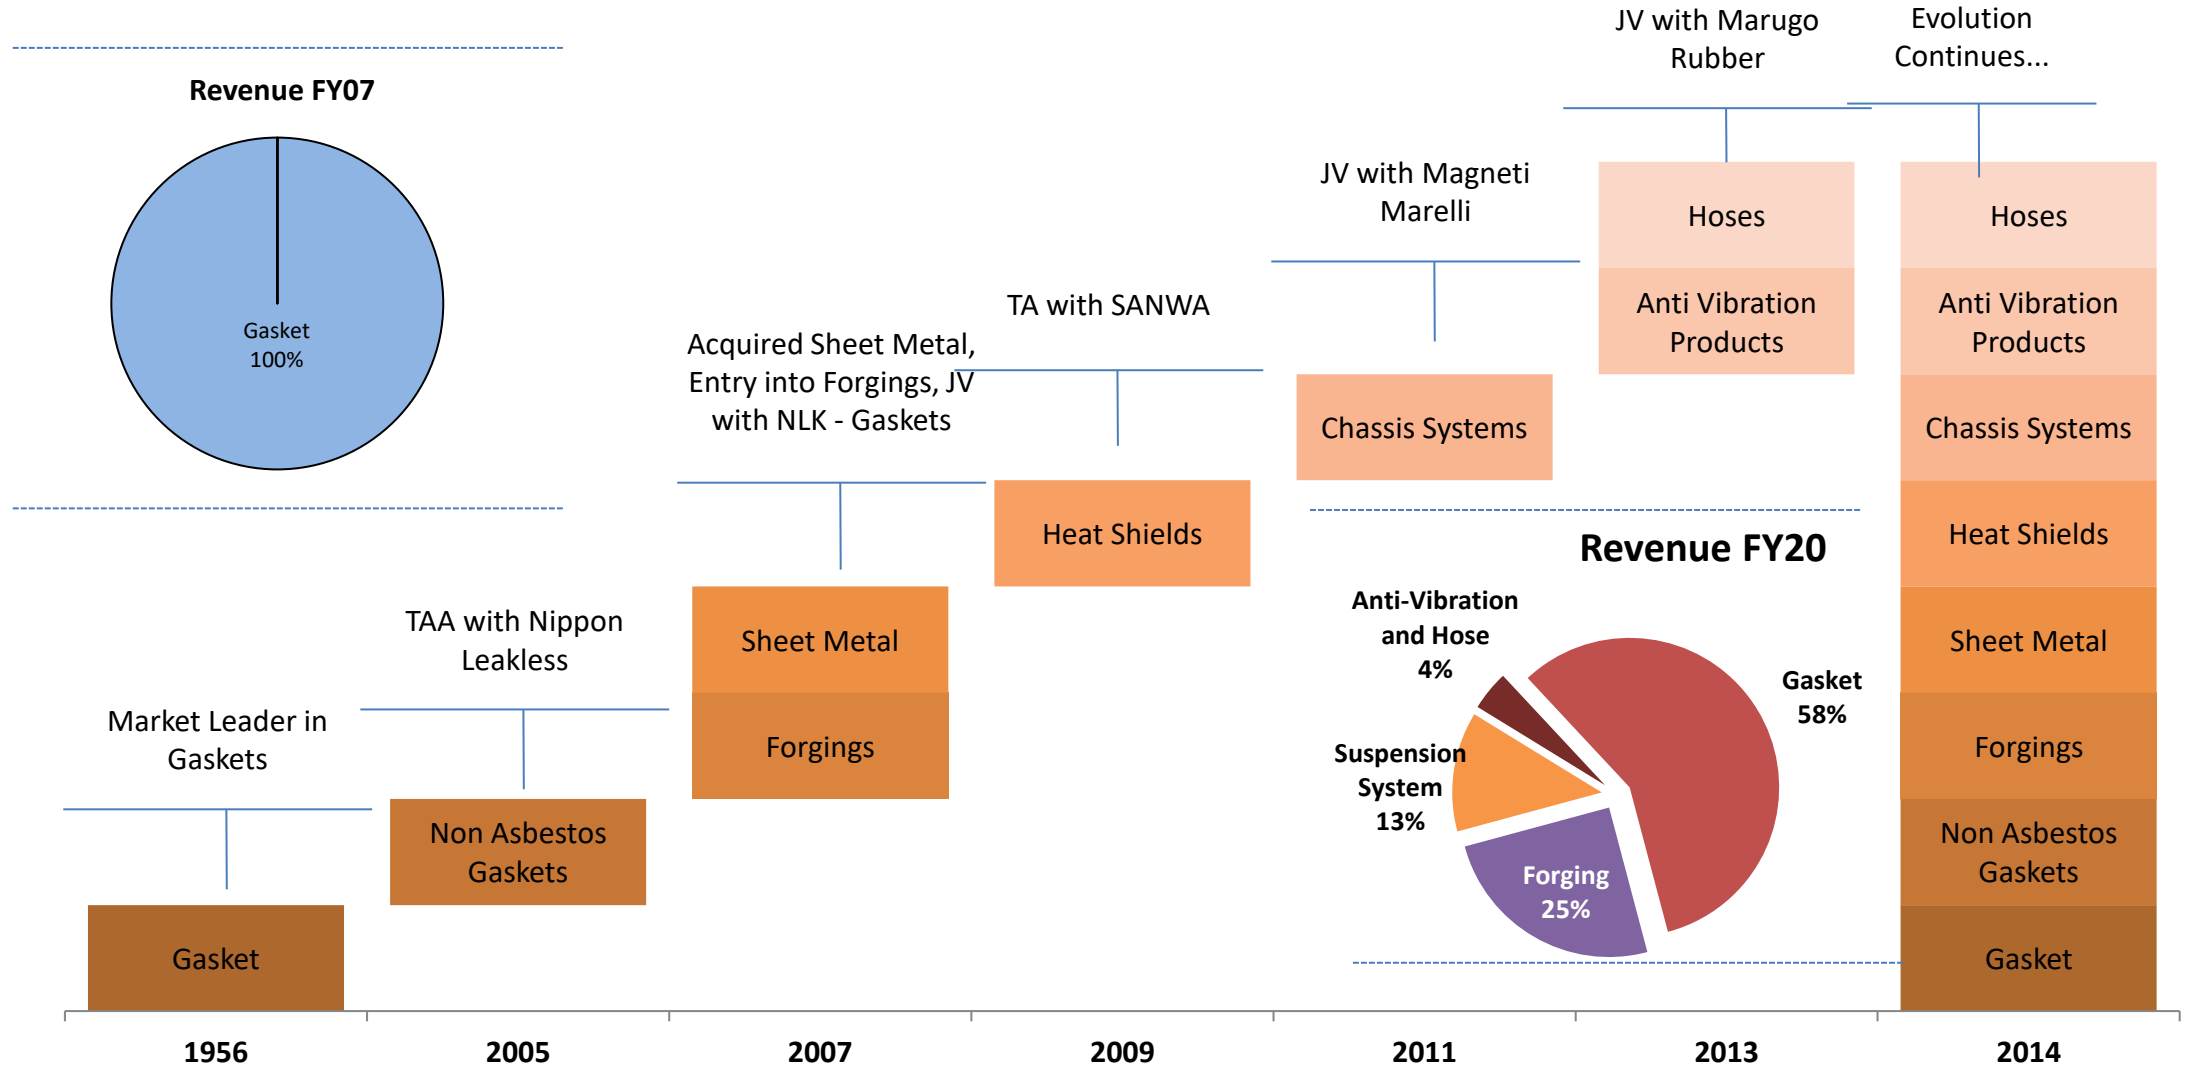 Revenue FY07
Gasket
100%
Market Leader in
Gaskets
Gasket
TAA with Nippon
Leakless
Non Asbestos
Gaskets
Acquired Sheet Metal,
Entry into Forgings, JV
with NLK - Gaskets
Sheet Metal
Forgings
TA with SANWA
Heat Shields
JV with Magneti
Marelli
Chassis Systems
JV with Marugo
Rubber
Hoses
Anti Vibration
Products
Evolution
Continues...
Hoses
Anti Vibration
Products
Chassis Systems
Heat Shields
Sheet Metal
Forgings
Non Asbestos
Gaskets
Gasket
Revenue FY20
Anti-Vibration
and Hose
4%
Gasket
58%
Suspension
System
13%
Forging
25%
1956
2005
2007
2009
2011
2013
2014